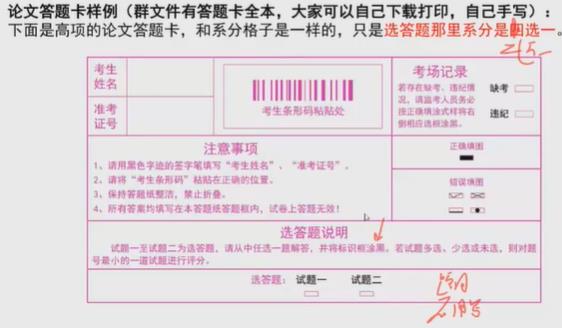 论文答题卡样例（群文件有答题卡全本，大家可以自己下载打印，自己手写）：
下面是高项的论文答题卡，和系分格子是一样的，只是选答题那里系分是四选一。
考生
姓名
准考
证号
考生条形码粘贴处
考场记录
若存在缺考、违纪情
况，请监考人员务必
按正确填涂式样将右
侧相应选框涂黑。
缺考
违纪
注意事项
1、请用黑色字迹的签字笔填写“考生姓名”、“准考证号”。
2、请将“考生条形码”粘贴在正确的位置。
3、保持答题纸整洁，禁止折叠。
4、所有答案均填写在本答题纸答题框内，试卷上答题无效！
正确填图
错误填图
选答题说明
试题一至试题二为选答题，请从中任选一题解答，并将标识框涂黑。若试题多选、少选或未选，则对题
号最小的一道试题进行评分。
选答题： 试题一 试题二